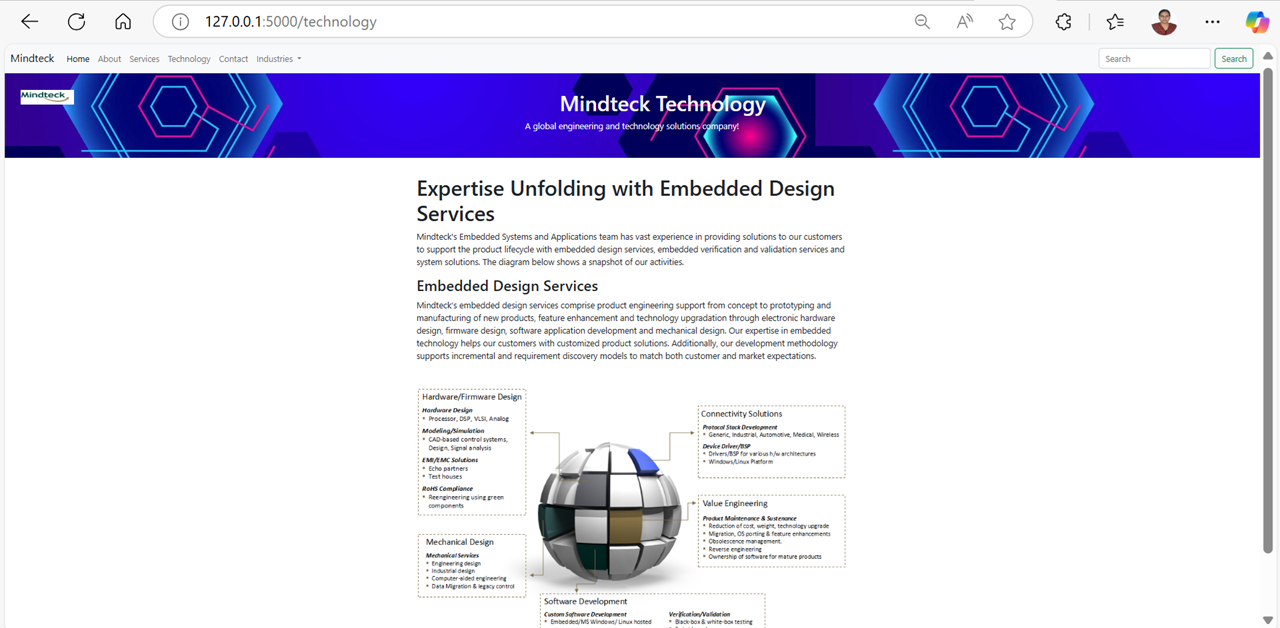 127.0.0.1:5000/technology
Mindteck Home About Services Technology Contact Industries Search Search
Mindteck
Mindteck Technology
A global engineering and technology solutions company!
Expertise Unfolding with Embedded Design
Services
Mindteck's Embedded Systems and Applications team has vast experience in providing solutions to our customers
to support the product lifecycle with embedded design services, embedded verification and validation services and
system solutions. The diagram below shows a snapshot of our activities.
Embedded Design Services
Mindteck's embedded design services comprise product engineering support from concept to prototyping and
manufacturing of new products, feature enhancement and technology upgradation through electronic hardware
design, firmware design, software application development and mechanical design. Our expertise in embedded
technology helps our customers with customized product solutions. Additionally, our development methodology
supports incremental and requirement discovery models to match both customer and market expectations.
Hardware/Firmware Design
Hardware Design
• Processor, DSP, VLSI, Analog
Modeling/Simulation
• CAD-based control systems,
Design, Signal analysis
EMI/EMC Solutions
• Echo partners
• Test houses
RoHS Compliance
• Reengineering using green
components
Mechanical Design
Mechanical Services
• Engineering design
• Industrial design
• Computer-aided engineering
• Data Migration & legacy control
Connectivity Solutions
Protocol Stack Development
• Generic, Industrial, Automotive, Medical, Wireless
Device Driver/BSP
• Drivers/BSP for various h/w architectures
• Windows/Linux Platform
Value Engineering
Product Maintenance & Sustenance
• Reduction of cost, weight, technology upgrade
• Migration, OS porting & feature enhancements
• Obsolescence management.
• Reverse engineering
• Ownership of software for mature products
Software Development
Custom Software Development
• Embedded/MS Windows/ Linux hosted
Verification/Validation
• Black-box & white-box testing